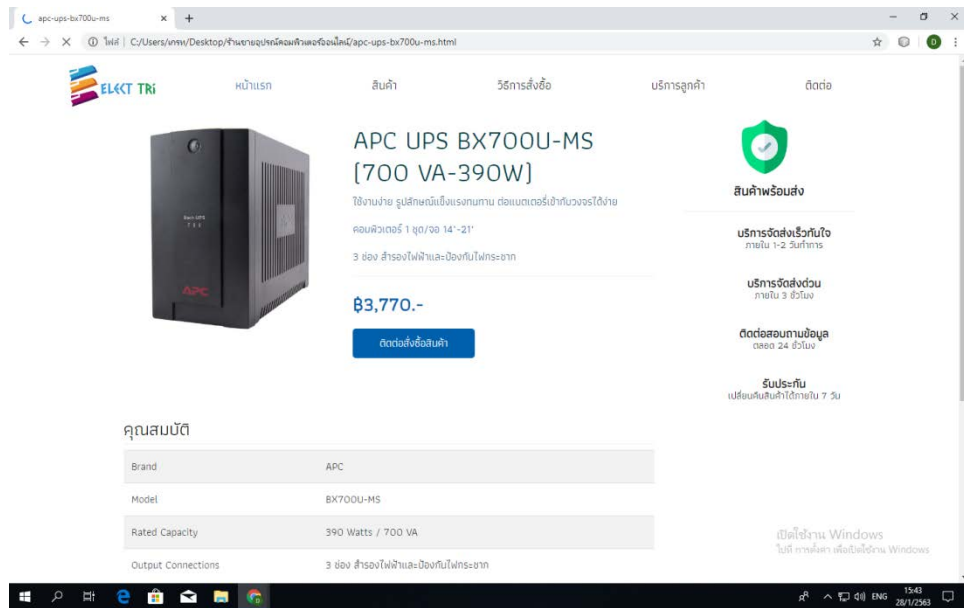 apc-ups-bx700u-ms
ไฟล์ | C:/Users/เกรท/Desktop/ร้านขายอุปรณ์คอมพิวเตอร์ออนไลน์/apc-ups-bx700u-ms.html
D
ELECT TRi
หน้าแรก
สินค้า
วิธีการสั่งซื้อ
บริการลูกค้า
ติดต่อ
APC UPS BX700U-MS
(700 VA-390W)
ใช้งานง่าย รูปลักษณ์แข็งแรงทนทาน ต่อแบตเตอรี่เข้ากับวงจรได้ง่าย
คอมพิวเตอร์ 1 ชุด/จอ 14"-21"
3 ช่อง สำรองไฟฟ้าและป้องกันไฟกระชาก
฿3,770.-
ติดต่อสั่งซื้อสินค้า
Back-UPS
700
APC
สินค้าพร้อมส่ง
บริการจัดส่งเร็วทันใจ
ภายใน 1-2 วันทำการ
บริการจัดส่งด่วน
ภายใน 3 ชั่วโมง
ติดต่อสอบถามข้อมูล
ตลอด 24 ชั่วโมง
รับประกัน
เปลี่ยนคืนสินค้าได้ภายใน 7 วัน
คุณสมบัติ
Brand APC
Model BX700U-MS
Rated Capacity 390 Watts / 700 VA
Output Connections 3 ช่อง สำรองไฟฟ้าและป้องกันไฟกระชาก
เปิดใช้งาน Windows
ไปที่ การตั้งค่า เพื่อเปิดใช้งาน Windows
ENG
15:43
28/1/2563